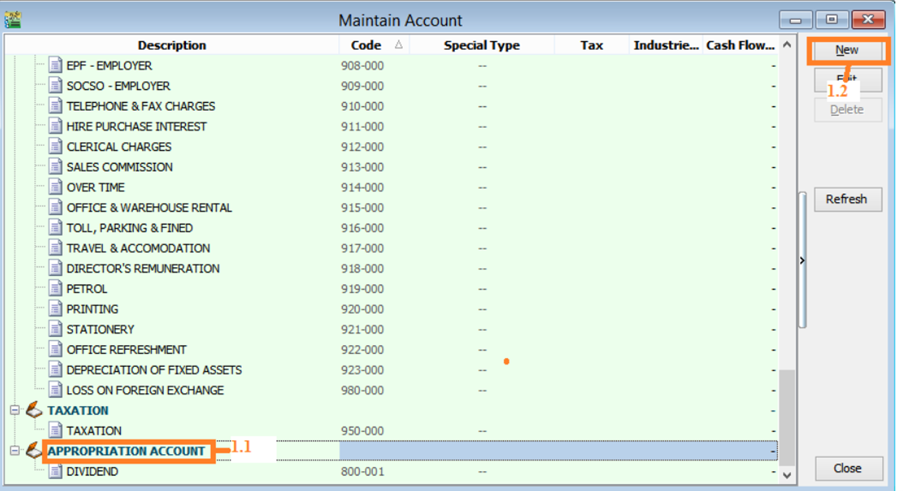 Maintain Account
Description Code Special Type Tax Industrie... Cash Flow...
EPF - EMPLOYER 908-000 -- -
SOCSO - EMPLOYER 909-000 -- -
TELEPHONE & FAX CHARGES 910-000 -- -
HIRE PURCHASE INTEREST 911-000 -- -
CLERICAL CHARGES 912-000 -- -
SALES COMMISSION 913-000 -- -
OVER TIME 914-000 -- -
OFFICE & WAREHOUSE RENTAL 915-000 -- -
TOLL, PARKING & FINED 916-000 -- -
TRAVEL & ACCOMODATION 917-000 -- -
DIRECTOR'S REMUNERATION 918-000 -- -
PETROL 919-000 -- -
PRINTING 920-000 -- -
STATIONERY 921-000 -- -
OFFICE REFRESHMENT 922-000 -- -
DEPRECIATION OF FIXED ASSETS 923-000 -- -
LOSS ON FOREIGN EXCHANGE 980-000 -- -
TAXATION -
TAXATION 950-000 -- -
APPROPRIATION ACCOUNT 1.1 -
DIVIDEND 800-001 -- -
New
Edit
1.2
Delete
Refresh
Close